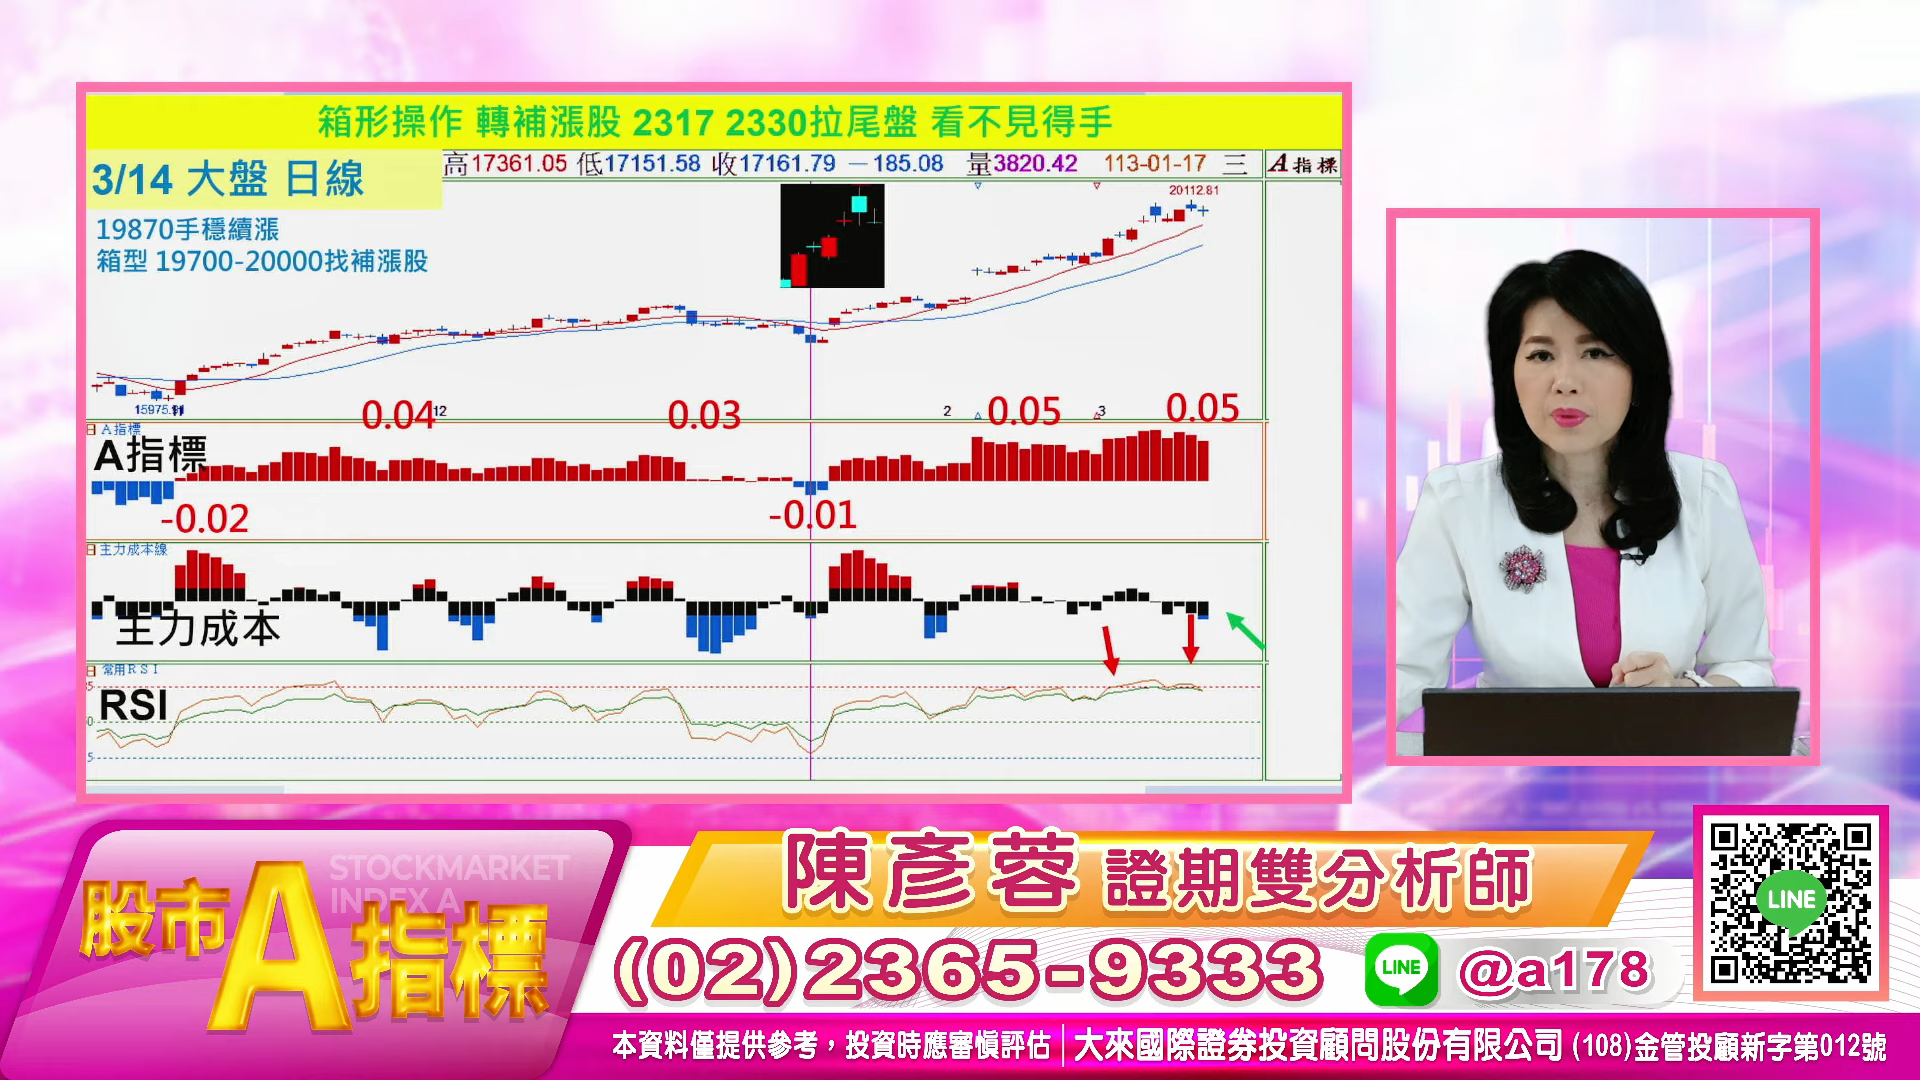 箱形操作 轉補漲股 2317 2330拉尾盤 看不見得手
3/14 大盤 日線
高17361.05 低17151.58 收17161.79 －185.08 量3820.42 113-01-17 三
A指標
19870手穩續漲
箱型 19700-20000找補漲股
20112.81
15975.91
11
12
2
3
0.04
0.03
0.05
0.05
日 A指標
A指標
-0.02
-0.01
日 主力成本線
主力成本
日 常用RSI
RSI
STOCKMARKET
INDEX A
股市A指標
陳彥蓉 證期雙分析師
(02)2365-9333
LINE
@a178
LINE
本資料僅提供參考，投資時應審慎評估
大來國際證券投資顧問股份有限公司 (108)金管投顧新字第012號